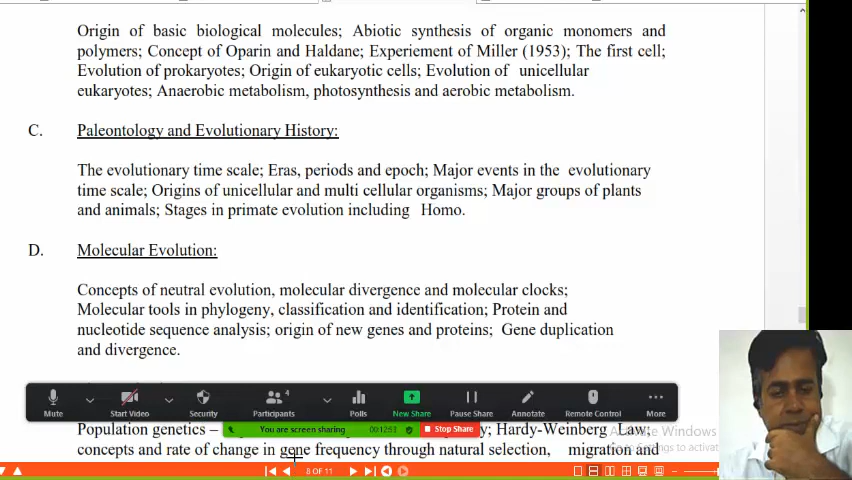 Origin of basic biological molecules; Abiotic synthesis of organic monomers and
polymers; Concept of Oparin and Haldane; Experiement of Miller (1953); The first cell;
Evolution of prokaryotes; Origin of eukaryotic cells; Evolution of unicellular
eukaryotes; Anaerobic metabolism, photosynthesis and aerobic metabolism.
C. Paleontology and Evolutionary History:
The evolutionary time scale; Eras, periods and epoch; Major events in the evolutionary
time scale; Origins of unicellular and multi cellular organisms; Major groups of plants
and animals; Stages in primate evolution including Homo.
D. Molecular Evolution:
Concepts of neutral evolution, molecular divergence and molecular clocks;
Molecular tools in phylogeny, classification and identification; Protein and
nucleotide sequence analysis; origin of new genes and proteins; Gene duplication
and divergence.
4
Mute Start Video Security Participants Polls New Share Pause Share Annotate Remote Control More
You are screen sharing Stop Share
Population genetics – Hardy-Weinberg Law;
Activate Windows
concepts and rate of change in gene frequency through natural selection, migration and
8 OF 11